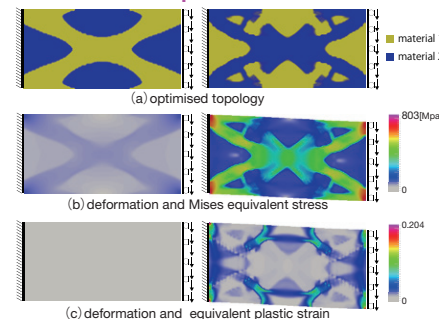 material
material
(a)optimised topology
803[Mpa
0
(b)deformation and Mises equivalent stress
0.204
0
(c)deformation and equivalent plastic strain